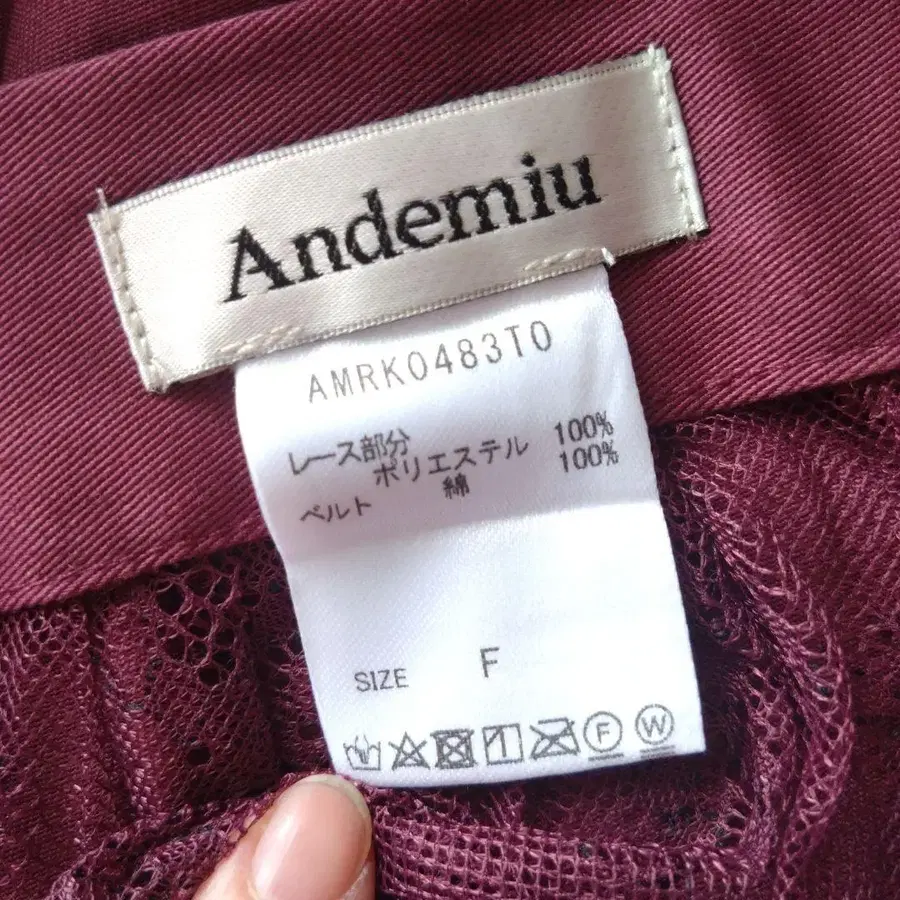 Andemiu
AMRK0483T0
レース部分
ポリエステル 100%
綿 100%
ベルト
SIZE F
F W